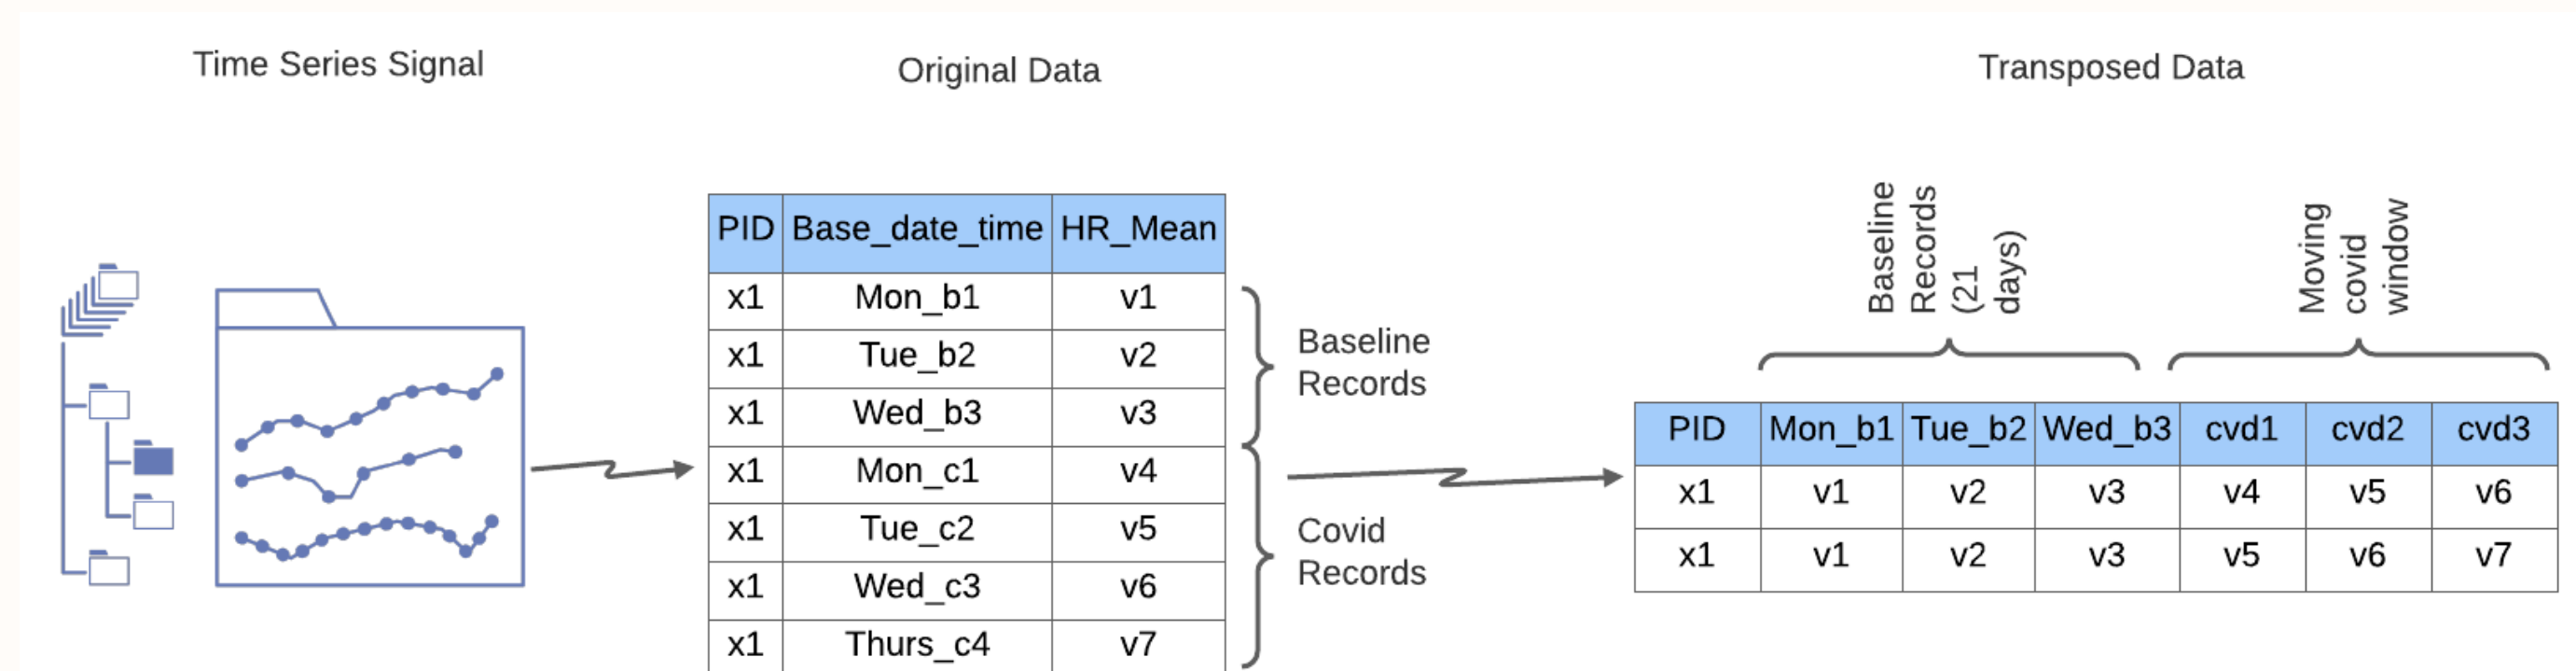 Time Series Signal
Original Data
Transposed Data
PID Base_date_time HR_Mean
x1 Mon_b1 v1
x1 Tue_b2 v2
x1 Wed_b3 v3
x1 Mon_c1 v4
x1 Tue_c2 v5
x1 Wed_c3 v6
x1 Thurs_c4 v7
Baseline
Records
Covid
Records
Baseline
Records
(21
days)
Moving
covid
window
PID Mon_b1 Tue_b2 Wed_b3 cvd1 cvd2 cvd3
x1 v1 v2 v3 v4 v5 v6
x1 v1 v2 v3 v5 v6 v7